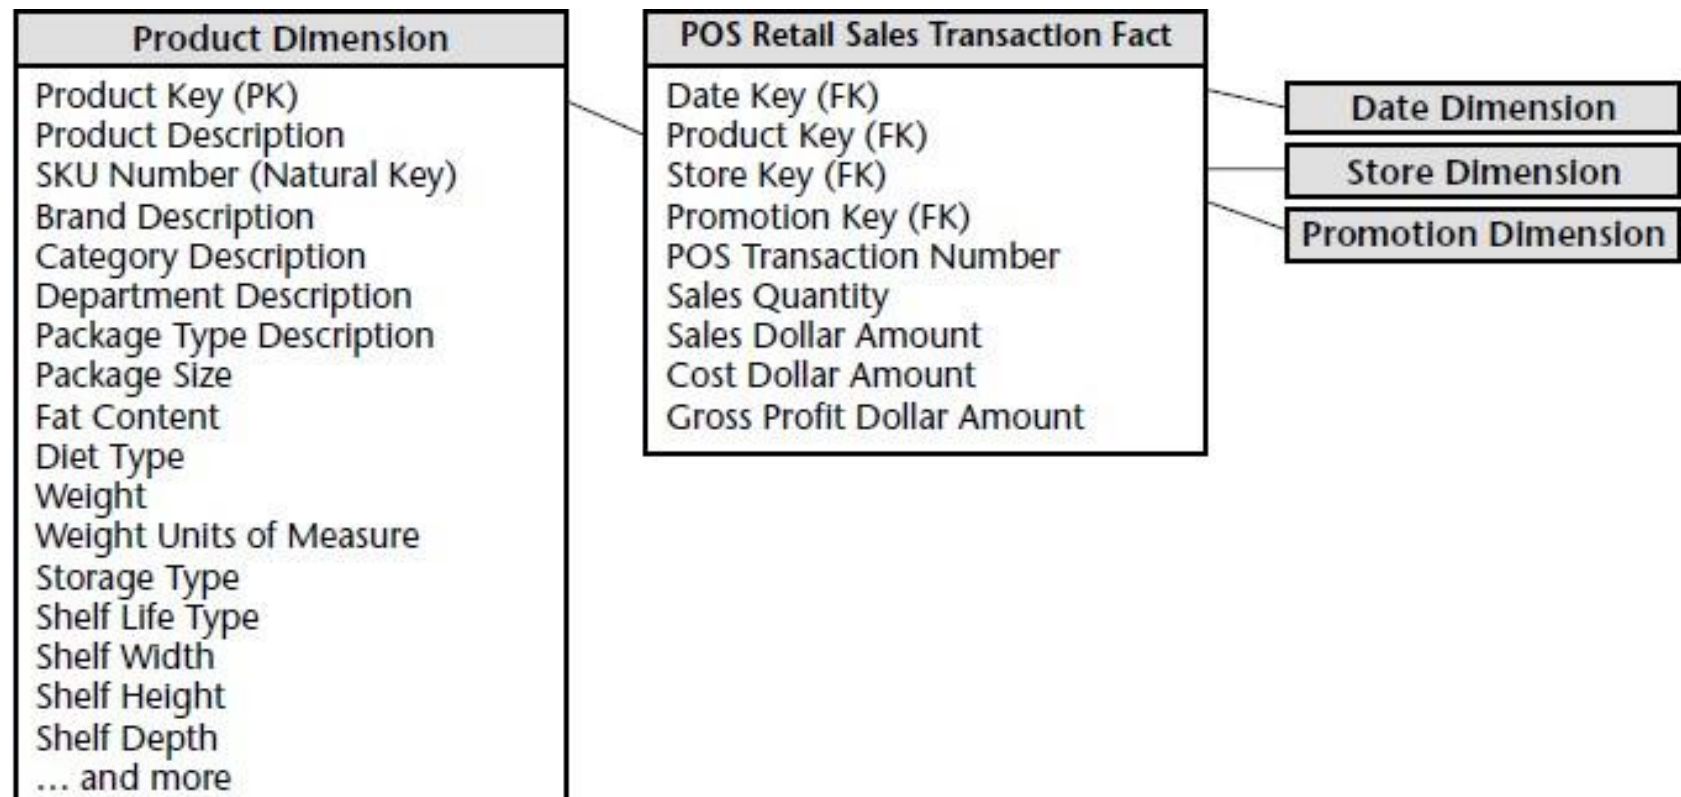 Product Dimension
Product Key (PK)
Product Description
SKU Number (Natural Key)
Brand Description
Category Description
Department Description
Package Type Description
Package Size
Fat Content
Diet Type
Weight
Weight Units of Measure
Storage Type
Shelf Life Type
Shelf Width
Shelf Height
Shelf Depth
... and more
POS Retail Sales Transaction Fact
Date Key (FK)
Product Key (FK)
Store Key (FK)
Promotion Key (FK)
POS Transaction Number
Sales Quantity
Sales Dollar Amount
Cost Dollar Amount
Gross Profit Dollar Amount
Date Dimension
Store Dimension
Promotion Dimension